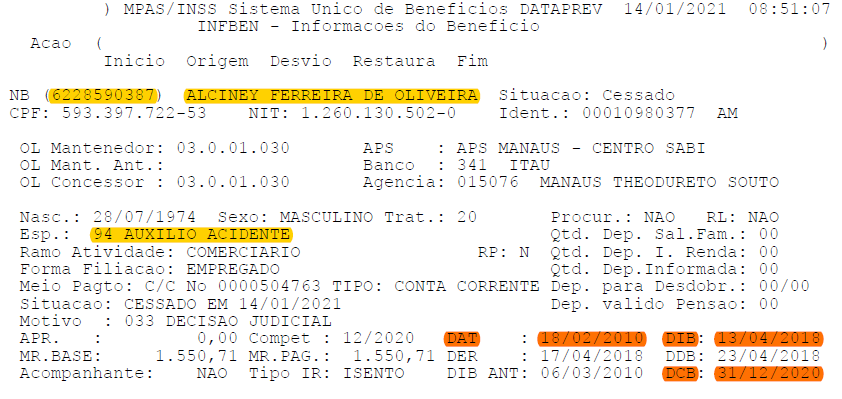 ) MPAS/INSS Sistema Unico de Beneficios DATAPREV 14/01/2021 08:51:07
INFBEN - Informacoes do Beneficio
Acao ( )
Inicio Origem Desvio Restaura Fim
NB (6228590387) ALCINEY FERREIRA DE OLIVEIRA Situacao: Cessado
CPF: 593.397.722-53 NIT: 1.260.130.502-0 Ident.: 00010980377 AM
OL Mantenedor: 03.0.01.030 APS : APS MANAUS - CENTRO SABI
OL Mant. Ant.: Banco : 341 ITAU
OL Concessor : 03.0.01.030 Agencia: 015076 MANAUS THEODURETO SOUTO
Nasc.: 28/07/1974 Sexo: MASCULINO Trat.: 20 Procur.: NAO RL: NAO
Esp.: 94 AUXILIO ACIDENTE Qtd. Dep. Sal.Fam.: 00
Ramo Atividade: COMERCIARIO RP: N Qtd. Dep. I. Renda: 00
Forma Filiacao: EMPREGADO Qtd. Dep.Informada: 00
Meio Pagto: C/C No 0000504763 TIPO: CONTA CORRENTE Dep. para Desdobr.: 00/00
Situacao: CESSADO EM 14/01/2021 Dep. valido Pensao: 00
Motivo : 033 DECISAO JUDICIAL
APR. : 0,00 Compet : 12/2020 DAT : 18/02/2010 DIB: 13/04/2018
MR.BASE: 1.550,71 MR.PAG.: 1.550,71 DER : 17/04/2018 DDB: 23/04/2018
Acompanhante: NAO Tipo IR: ISENTO DIB ANT: 06/03/2010 DCB: 31/12/2020